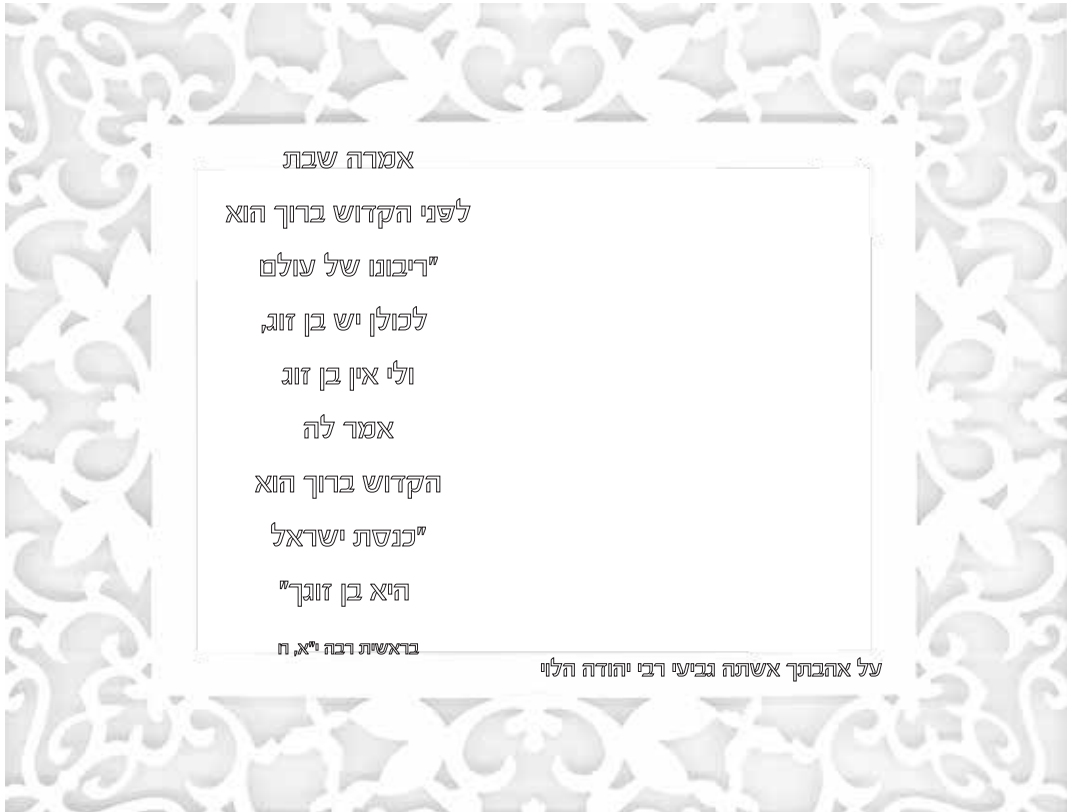 אמרה שבת
לפני הקדוש ברוך הוא
"ריבונו של עולם
לכולן יש בן זוג,
ולי אין בן זוג
אמר לה
הקדוש ברוך הוא
"כנסת ישראל
היא בן זוגך"
בראשית רבה י"א, ח
על אהבתך אשתה גביעי רבי יהודה הלוי